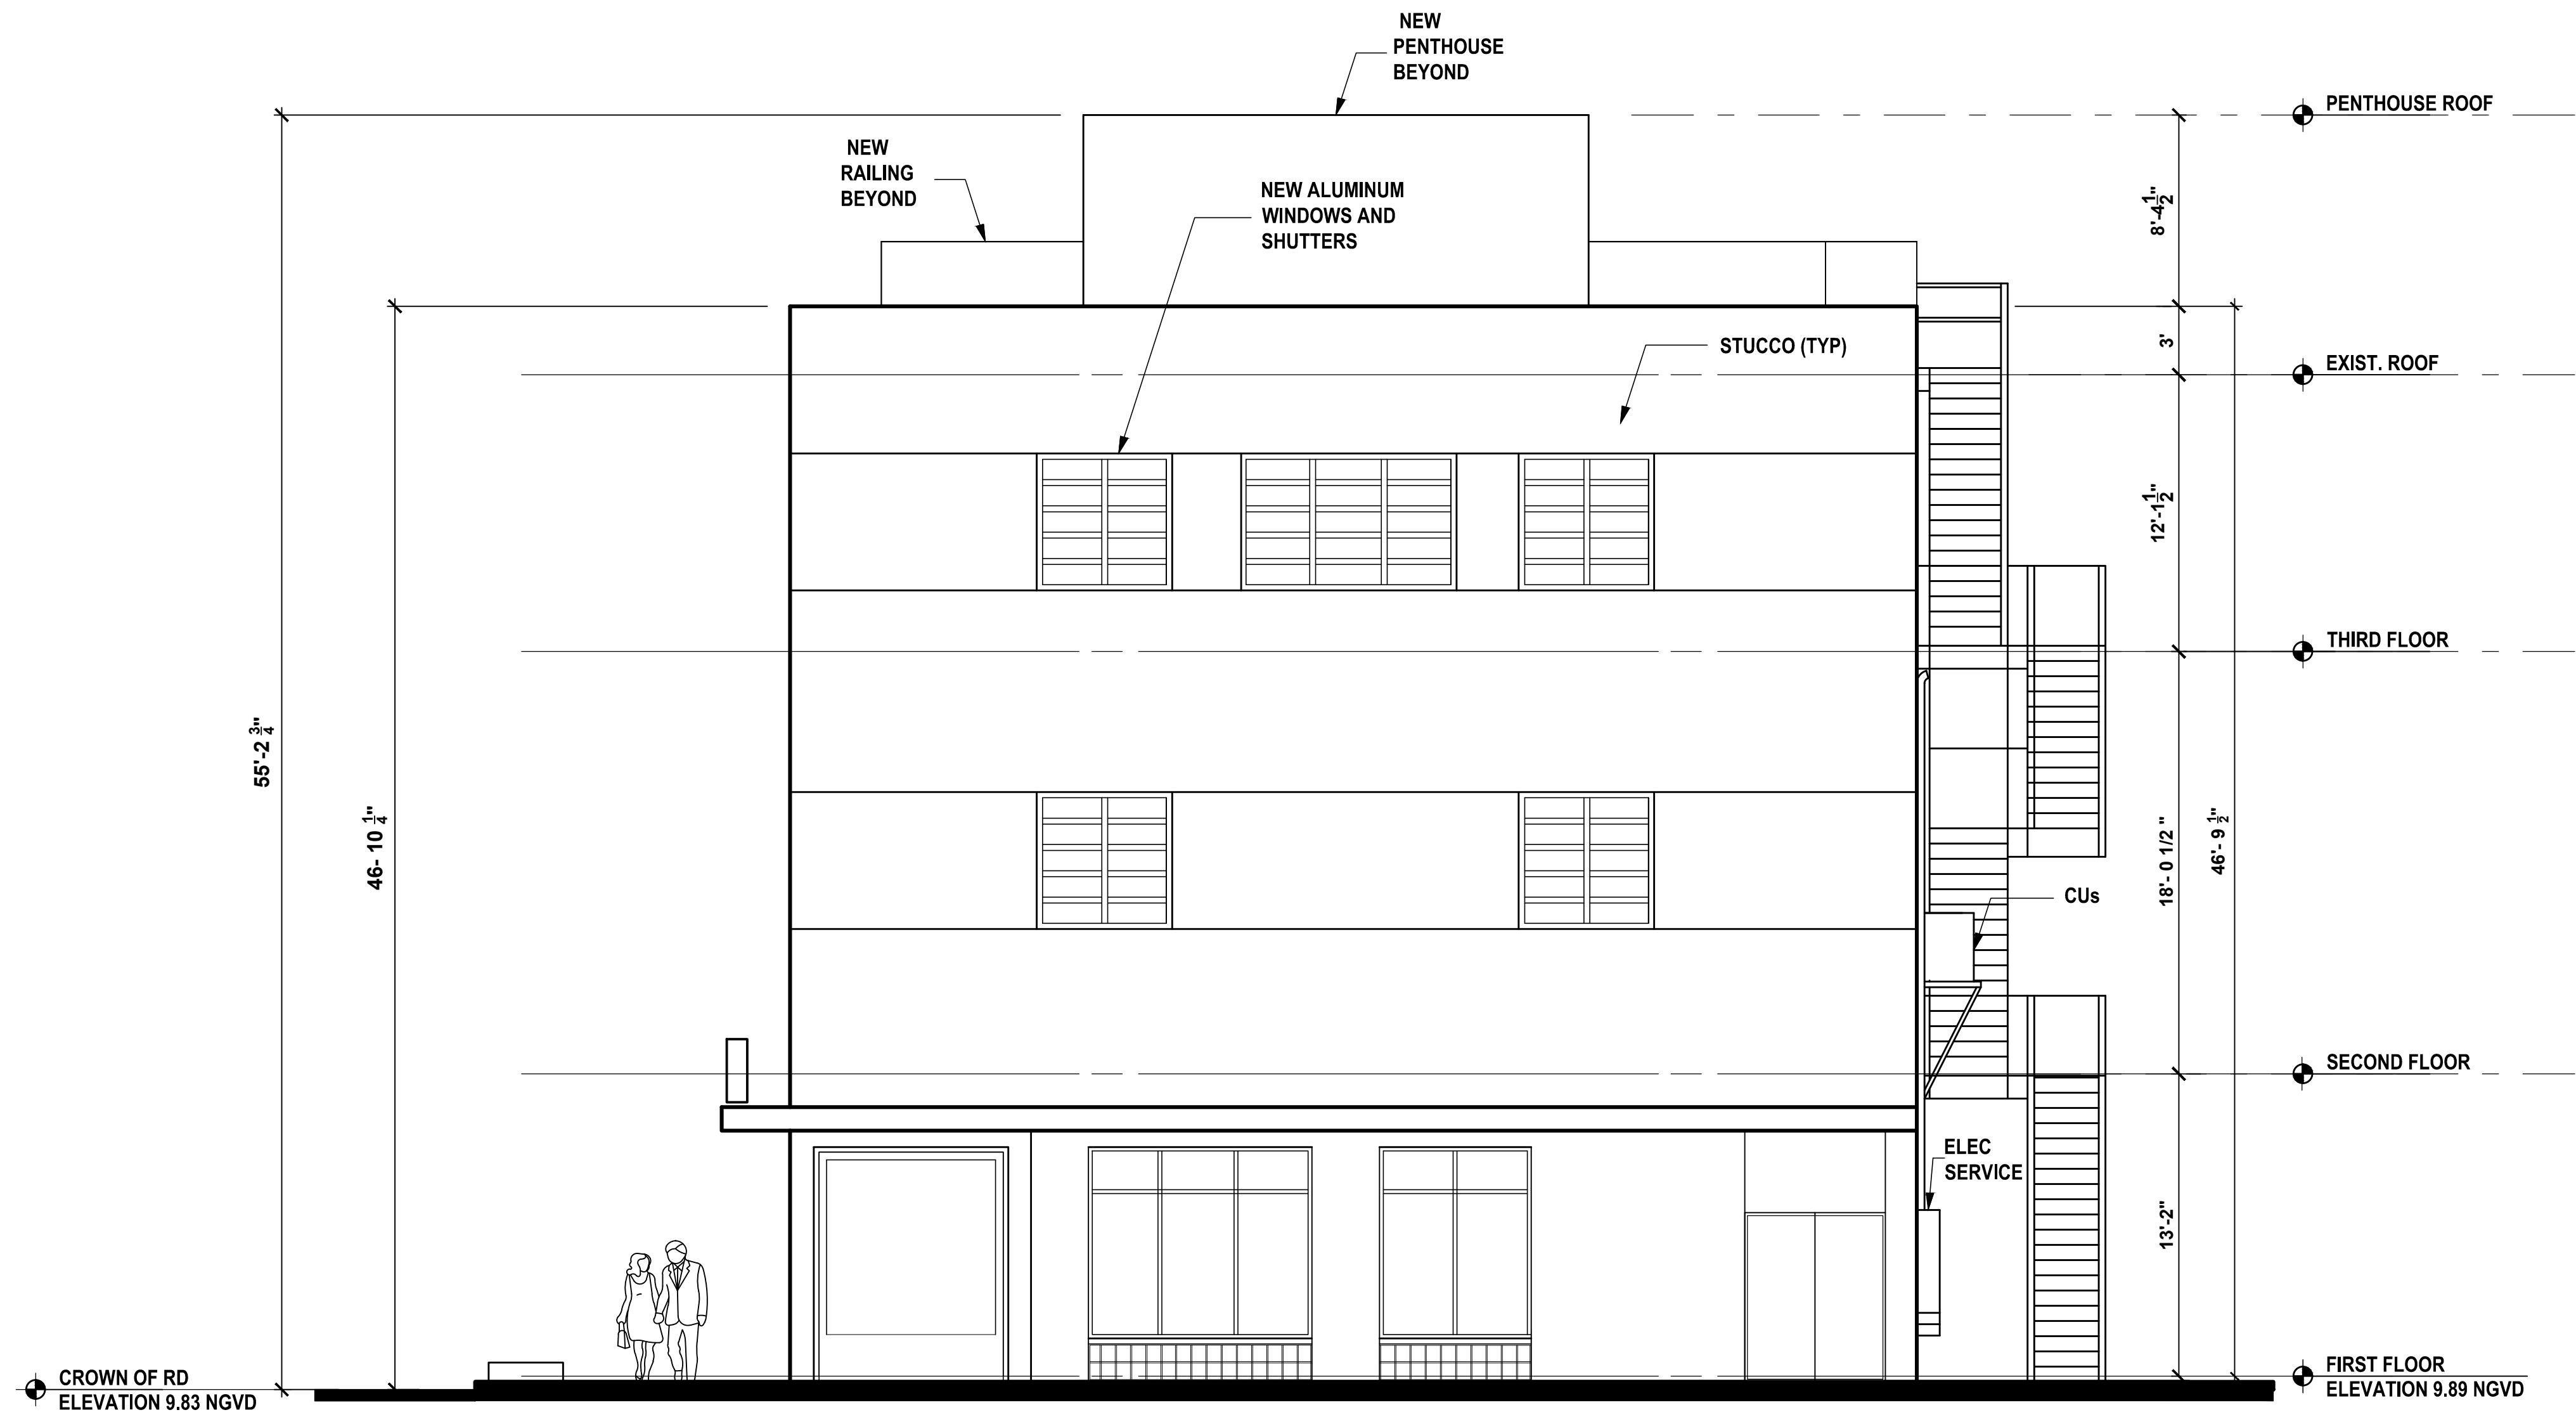 NEW
PENTHOUSE
BEYOND
PENTHOUSE ROOF
NEW
RAILING
BEYOND
NEW ALUMINUM
WINDOWS AND
SHUTTERS
8'-4 1/2"
STUCCO (TYP)
3'
EXIST. ROOF
12'-1 1/2"
THIRD FLOOR
55'-2 3/4"
46- 10 1/4"
18'- 0 1/2 "
46'- 9 1/2"
CUs
SECOND FLOOR
ELEC
SERVICE
13'-2"
CROWN OF RD
ELEVATION 9.83 NGVD
FIRST FLOOR
ELEVATION 9.89 NGVD